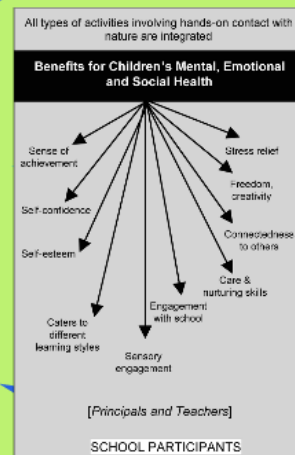 All types of activities involving hands-on contact with
nature are integrated
Benefits for Children's Mental, Emotional
and Social Health
Sense of
achievement
Stress relief
Freedom,
creativity
Self-confidence
Connectedness
to others
Self-esteem
Care &
nurturing skills
Engagement
with school
Caters to
different
learning styles
Sensory
engagement
[Principals and Teachers]
SCHOOL PARTICIPANTS